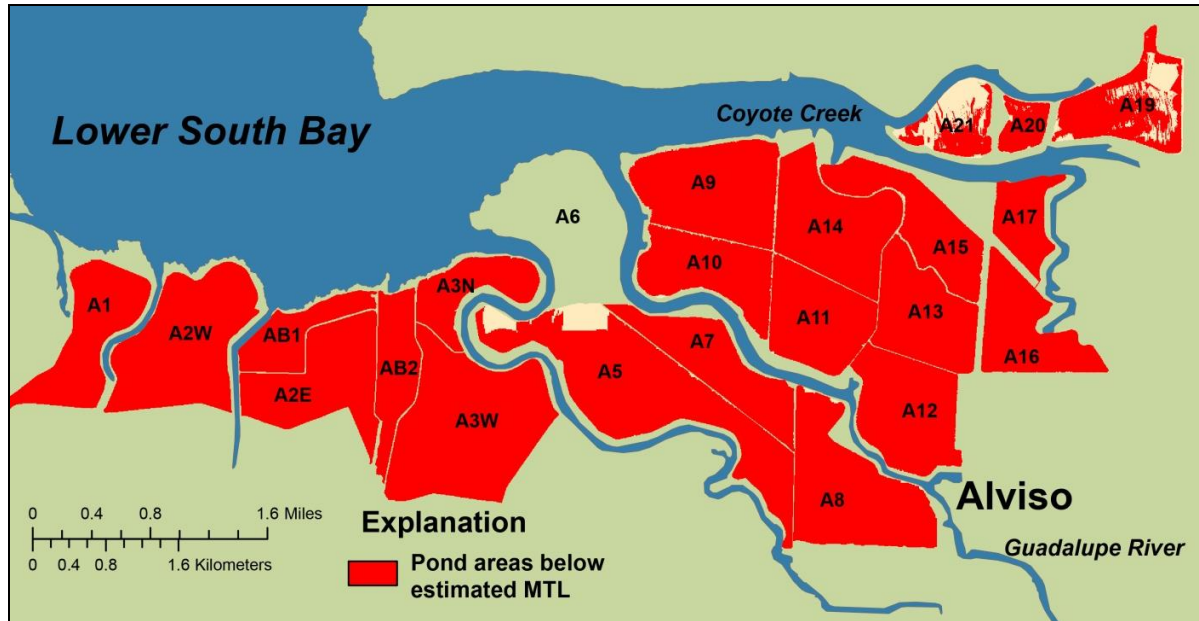 Lower South Bay
Coyote Creek
A19
A21
A20
A9
A6
A14
A17
A15
A10
A3N
A1
A2W
AB1
A11
A13
A7
A16
AB2
A5
A2E
A12
A3W
A8
Alviso
Guadalupe River
0 0.4 0.8 1.6 Miles
0 0.4 0.8 1.6 Kilometers
Explanation
Pond areas below
estimated MTL